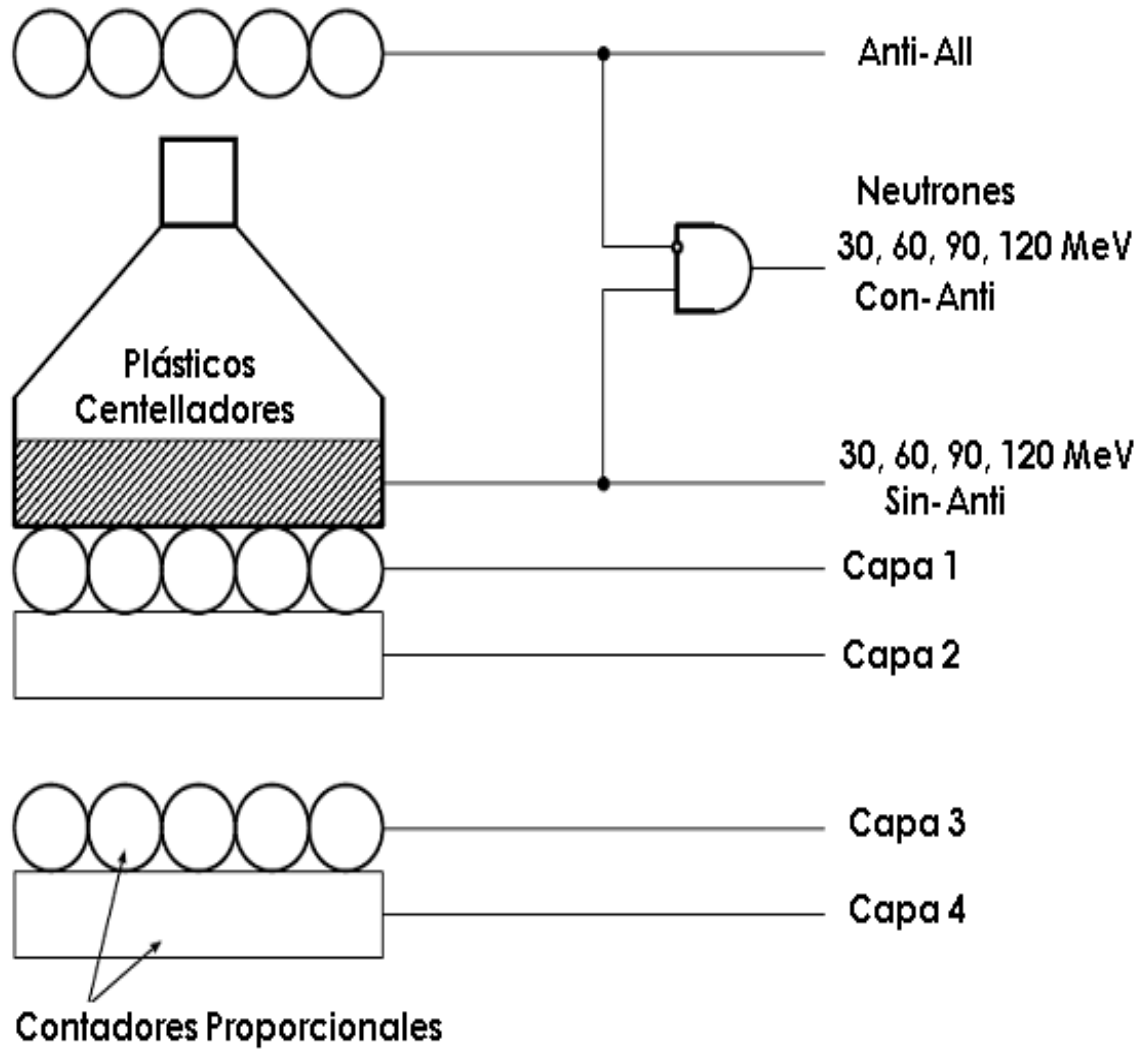 Anti-All
Neutrones
30, 60, 90, 120 MeV
Con-Anti
Plásticos
Centelladores
30, 60, 90, 120 MeV
Sin-Anti
Capa 1
Capa 2
Capa 3
Capa 4
Contadores Proporcionales